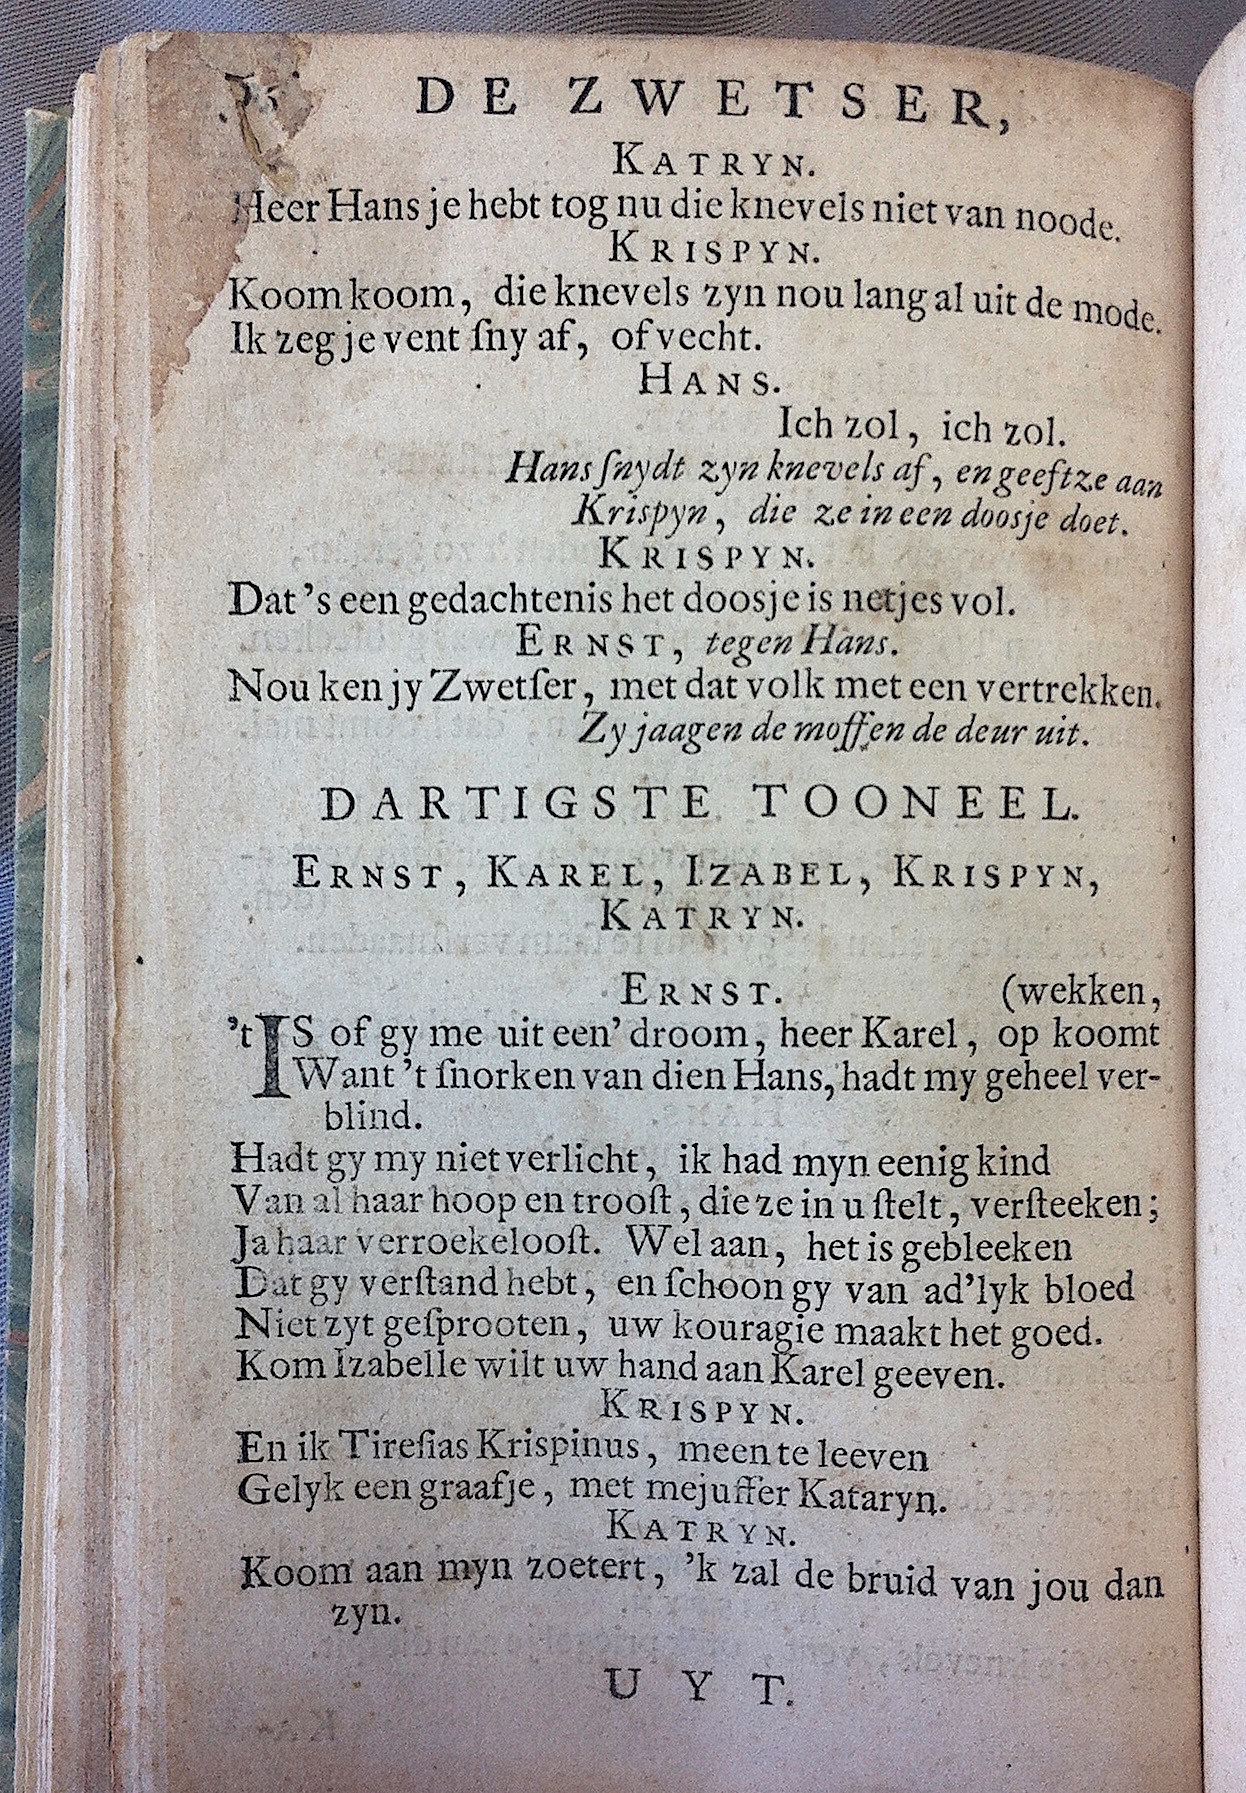 DE ZWETSER,
KATRYN.
Heer Hans je hebt tog nu die knevels niet van noode.
KRISPYN.
Koom koom, die knevels zyn nou lang al uit de mode.
Ik zeg je vent ſny af, of vecht.
HANS.
Ich zol, ich zol.
Hans ſnydt zyn knevels af, en geeftze aan
Krispyn, die ze in een doosje doet.
KRISPYN.
Dat 's een gedachtenis het doosje is netjes vol.
ERNST, tegen Hans.
Nou ken jy Zwetſer, met dat volk met een vertrekken.
Zy jaagen de moffen de deur uit.
DARTIGSTE TOONEEL.
ERNST, KAREL, IZABEL, KRISPYN,
KATRYN.
ERNST. (wekken,
'tIS of gy me uit een' droom, heer Karel, op koomt
Want 't ſnorken van dien Hans, hadt my geheel ver-
blind.
Hadt gy my niet verlicht, ik had myn eenig kind
Van al haar hoop en trooſt, die ze in u ſtelt, verſteeken;
Ja haar verroekelooſt. Wel aan, het is gebleeken
Dat gy verſtand hebt, en ſchoon gy van ad'lyk bloed
Niet zyt geſprooten, uw kouragie maakt het goed.
Kom Izabelle wilt uw hand aan Karel geeven.
KRISPYN.
En ik Tireſias Krispinus, meen te leeven
Gelyk een graafje, met mejuffer Kataryn.
KATRYN.
Koom aan myn zoetert, 'k zal de bruid van jou dan
zyn.
UYT.